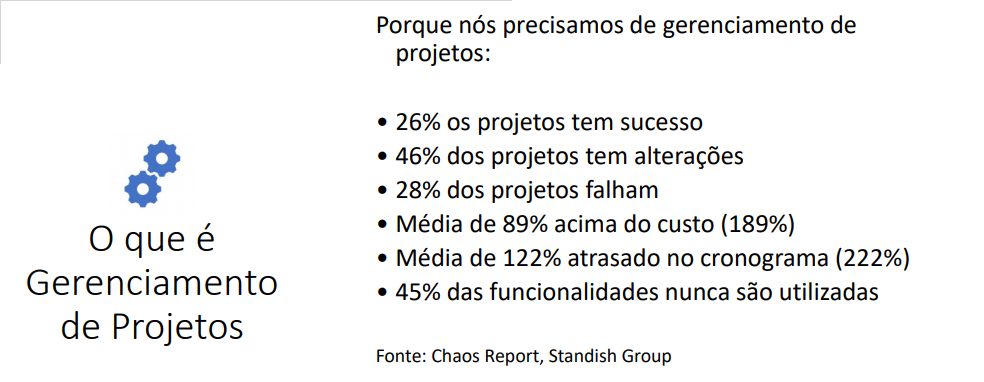 O que é
Gerenciamento
de Projetos
Porque nós precisamos de gerenciamento de
projetos:
• 26% os projetos tem sucesso
• 46% dos projetos tem alterações
• 28% dos projetos falham
• Média de 89% acima do custo (189%)
• Média de 122% atrasado no cronograma (222%)
• 45% das funcionalidades nunca são utilizadas
Fonte: Chaos Report, Standish Group